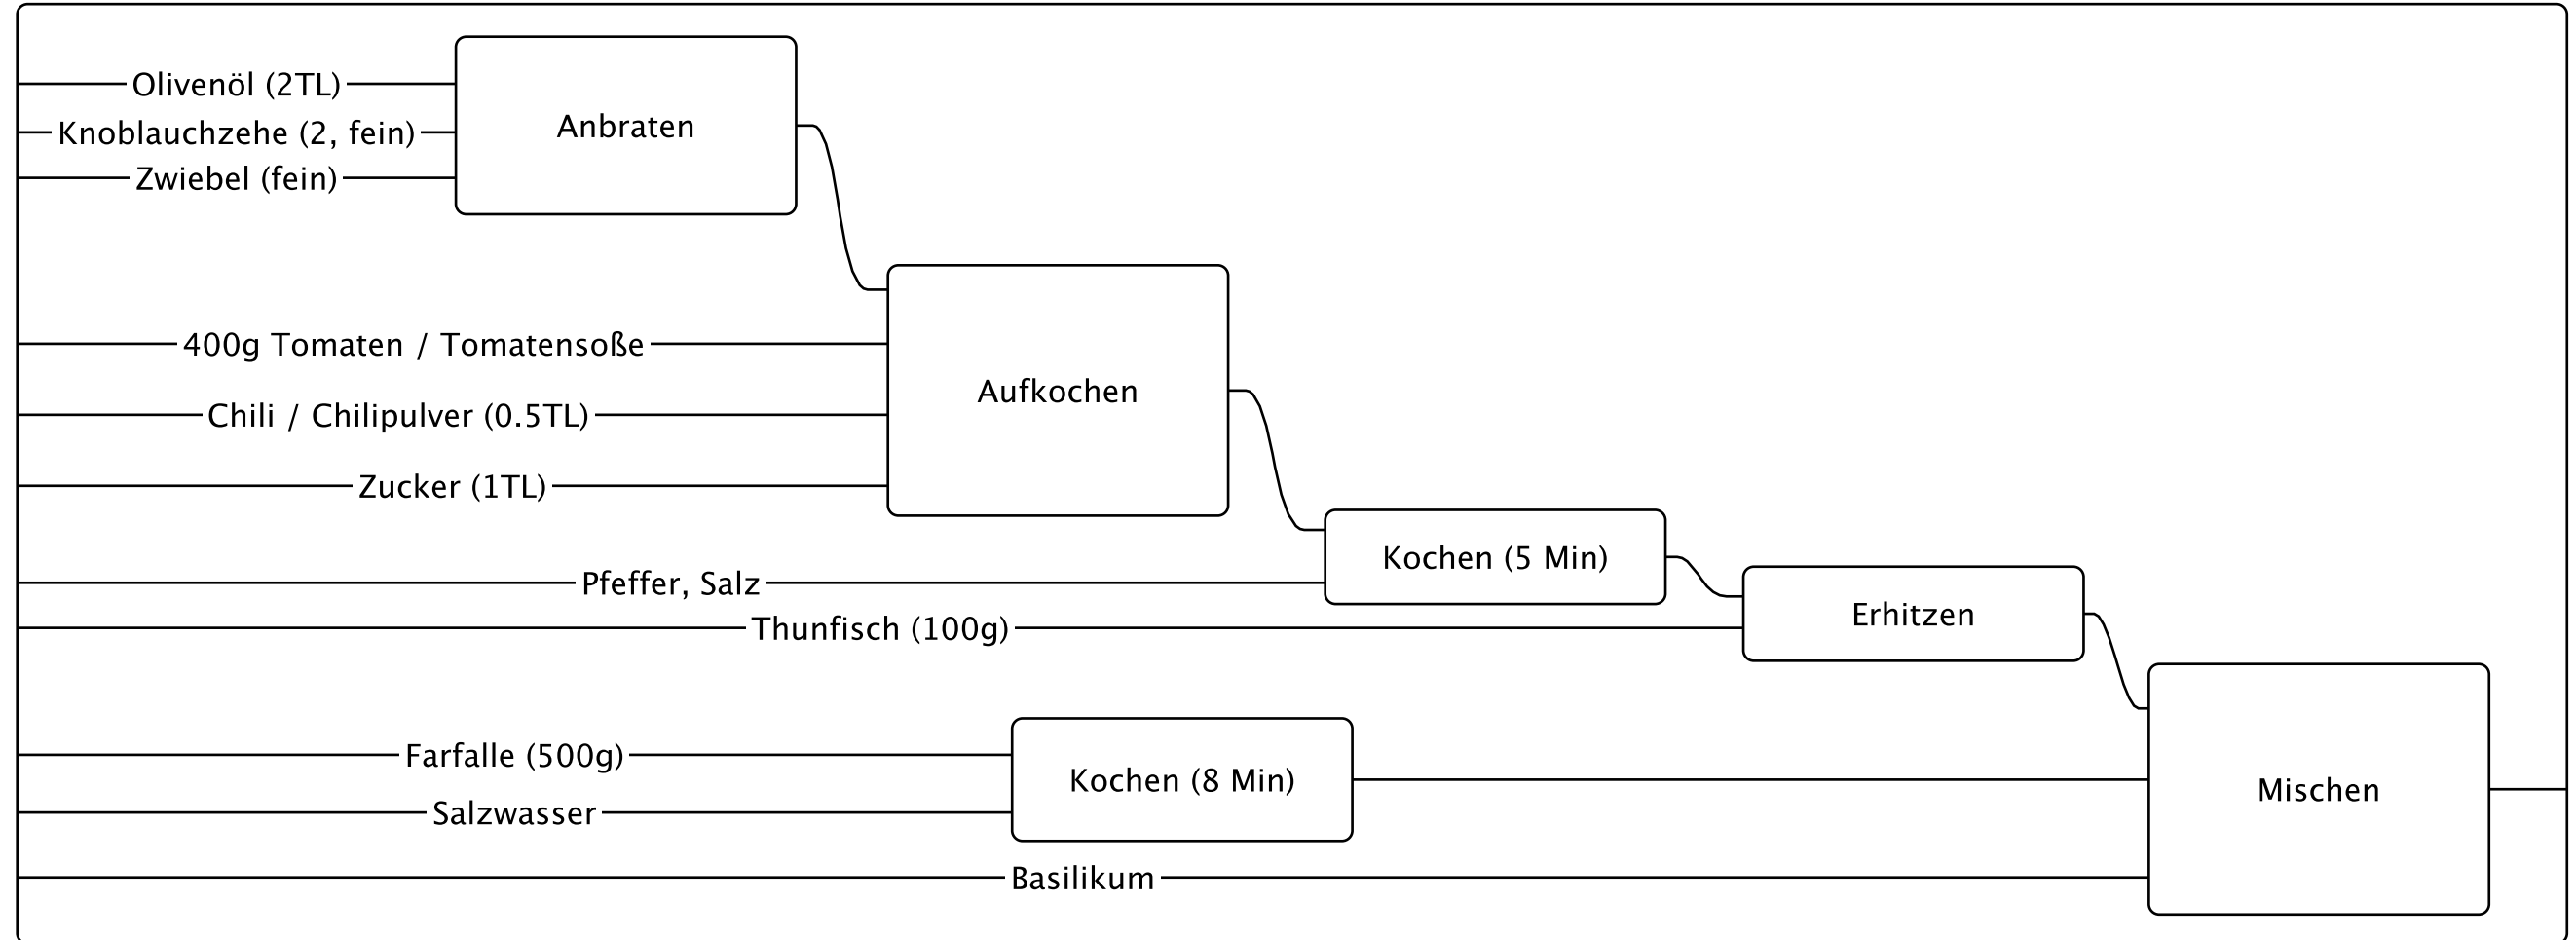 Olivenöl (2TL)
Knoblauchzehe (2, fein)
Zwiebel (fein)
Anbraten
400g Tomaten / Tomatensoße
Chili / Chilipulver (0.5TL)
Zucker (1TL)
Aufkochen
Pfeffer, Salz
Kochen (5 Min)
Thunfisch (100g)
Erhitzen
Farfalle (500g)
Salzwasser
Kochen (8 Min)
Basilikum
Mischen